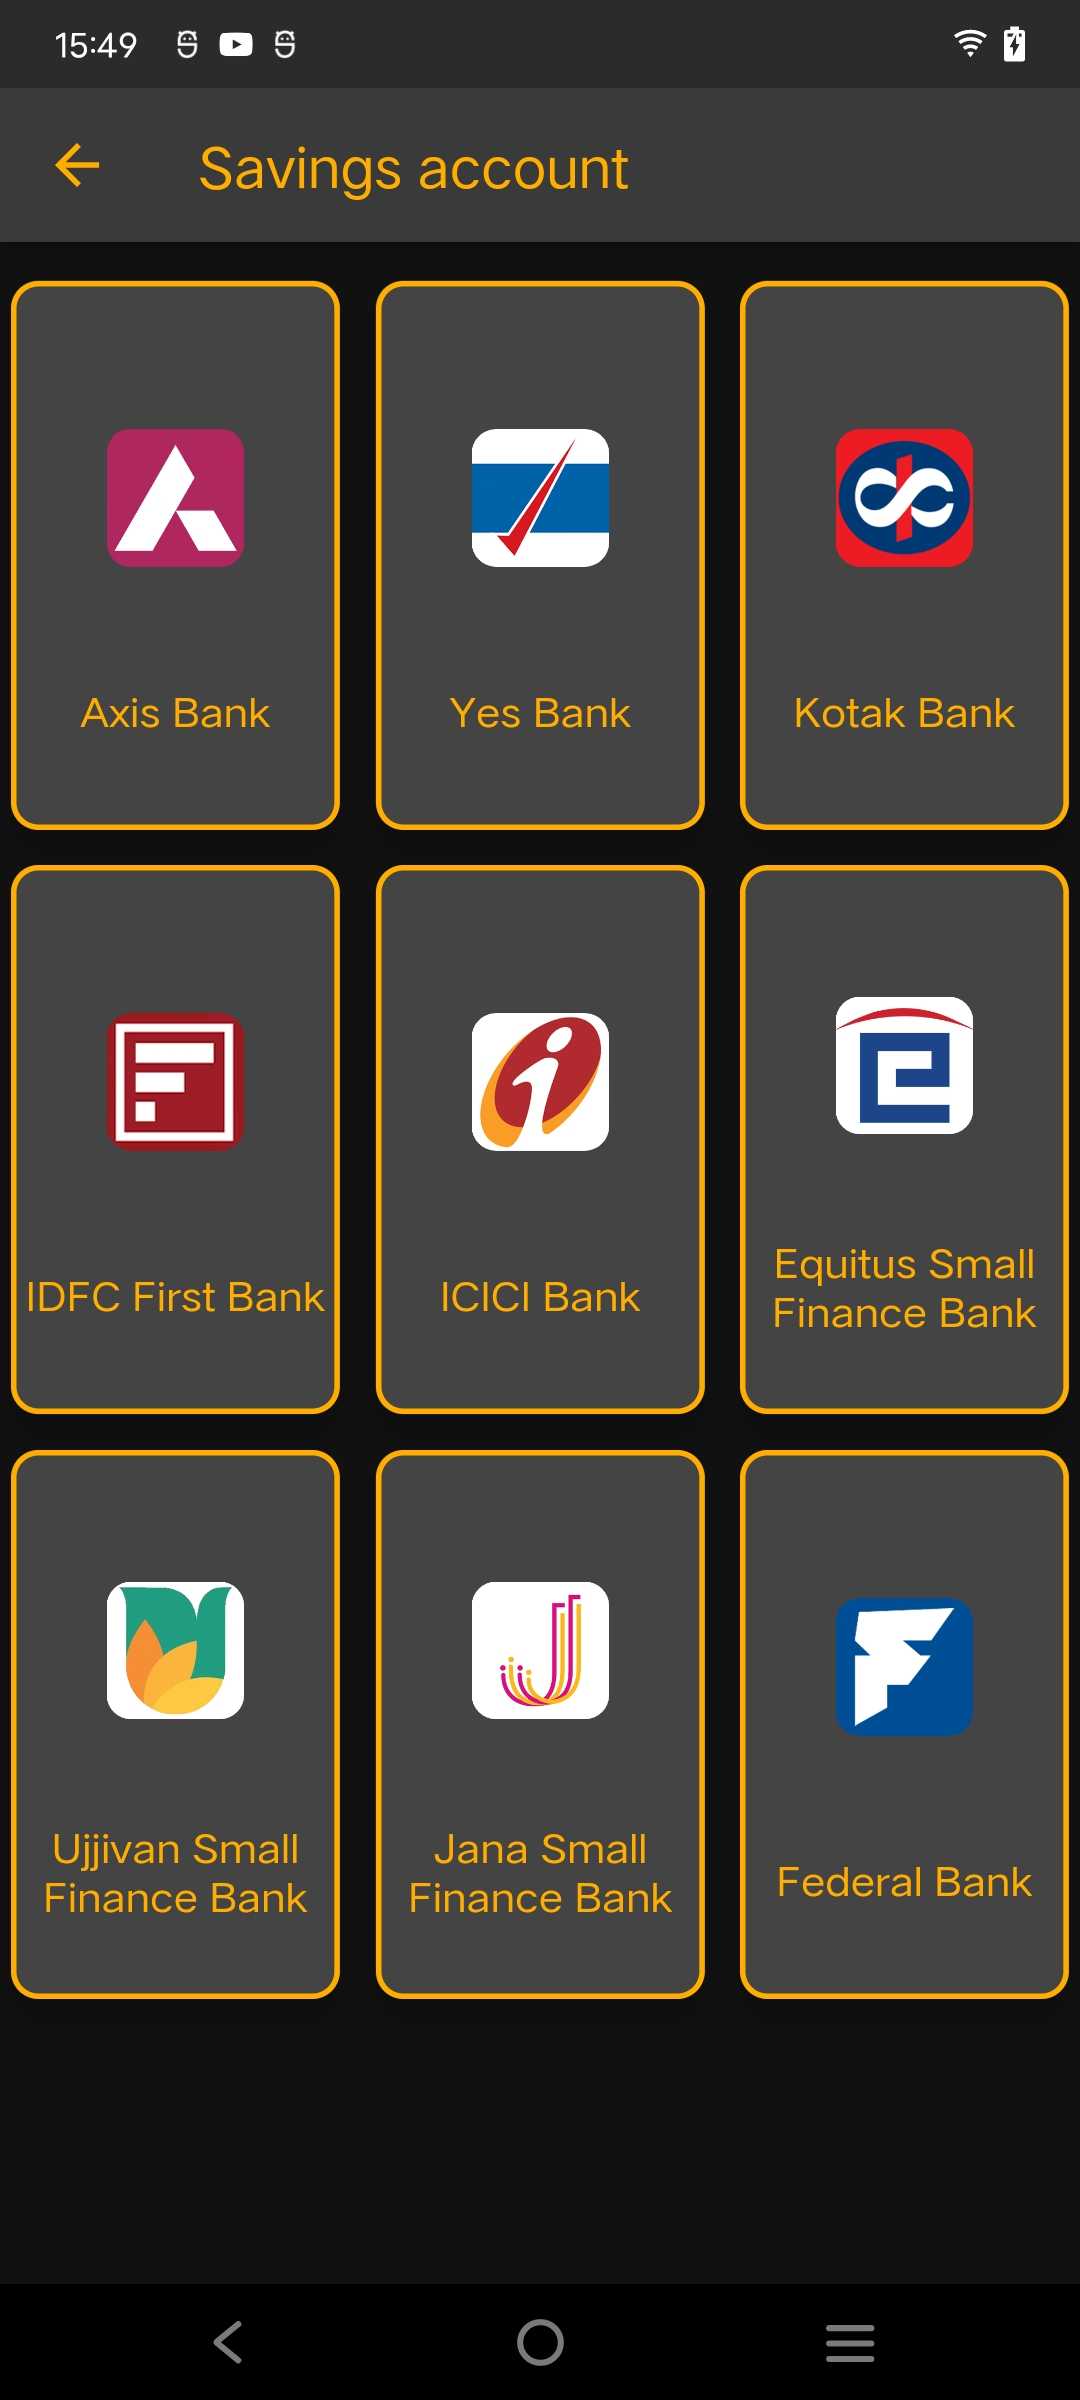 15:49
Savings account
Axis Bank
Yes Bank
Kotak Bank
IDFC First Bank
ICICI Bank
Equitus Small
Finance Bank
Ujjivan Small
Finance Bank
Jana Small
Finance Bank
Federal Bank